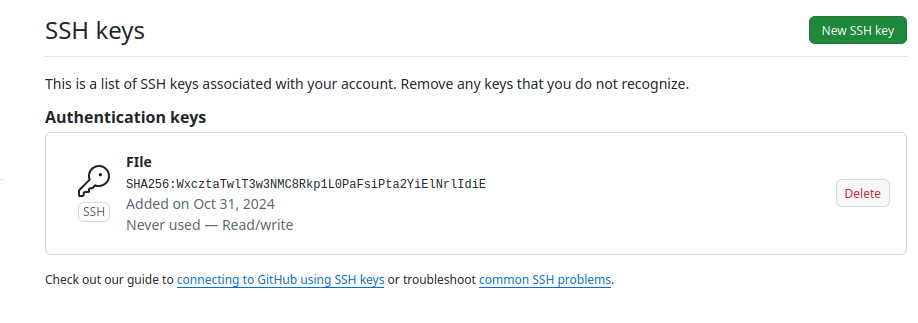 SSH keys
New SSH key
This is a list of SSH keys associated with your account. Remove any keys that you do not recognize.
Authentication keys
FIle
SHA256:WxcztaTwlT3w3NMC8Rkp1L0PaFsiPta2YiElNrlIdiE
Added on Oct 31, 2024
Never used — Read/write
SSH
Delete
Check out our guide to connecting to GitHub using SSH keys or troubleshoot common SSH problems.